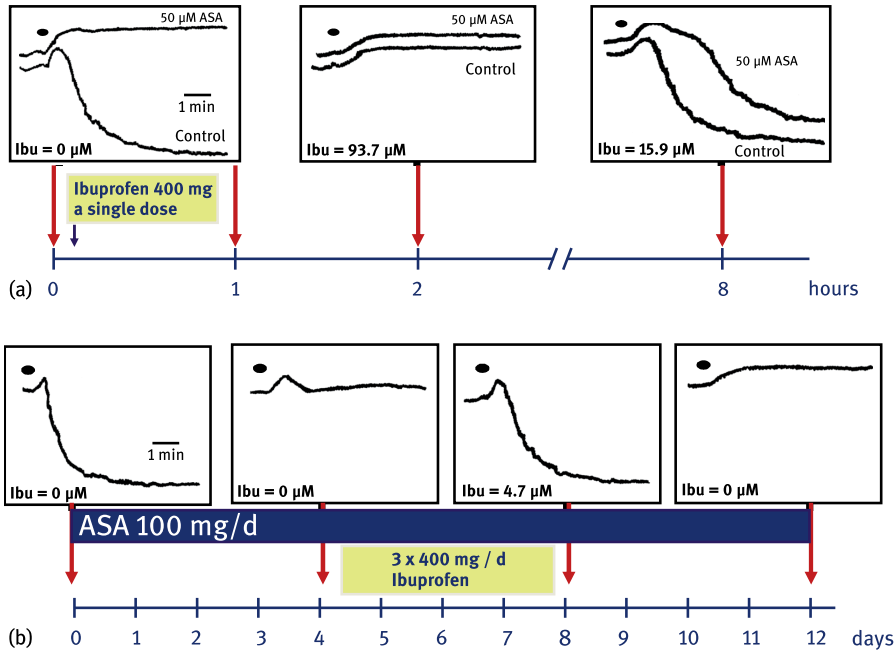 50 µM ASA
1 min
Control
Ibu = 0 µM
50 µM ASA
Control
Ibu = 93.7 µM
50 µM ASA
Control
Ibu = 15.9 µM
Ibuprofen 400 mg
a single dose
(a) 0 1 2 8 hours
1 min
Ibu = 0 µM
Ibu = 0 µM
Ibu = 4.7 µM
Ibu = 0 µM
ASA 100 mg/d
3 x 400 mg / d
Ibuprofen
(b) 0 1 2 3 4 5 6 7 8 9 10 11 12 days